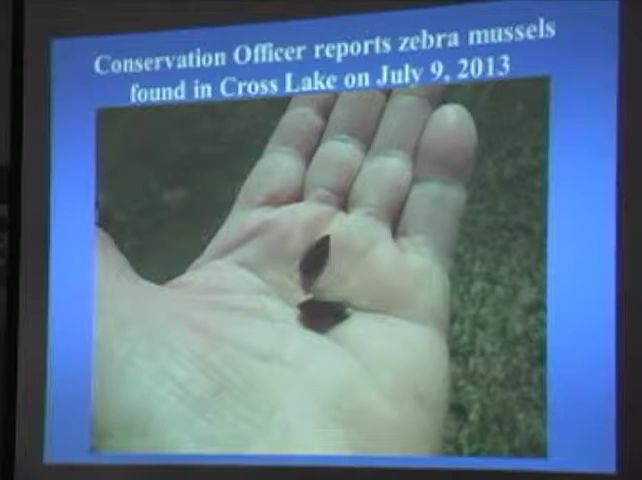 Conservation Officer reports zebra mussels
found in Cross Lake on July 9, 2013